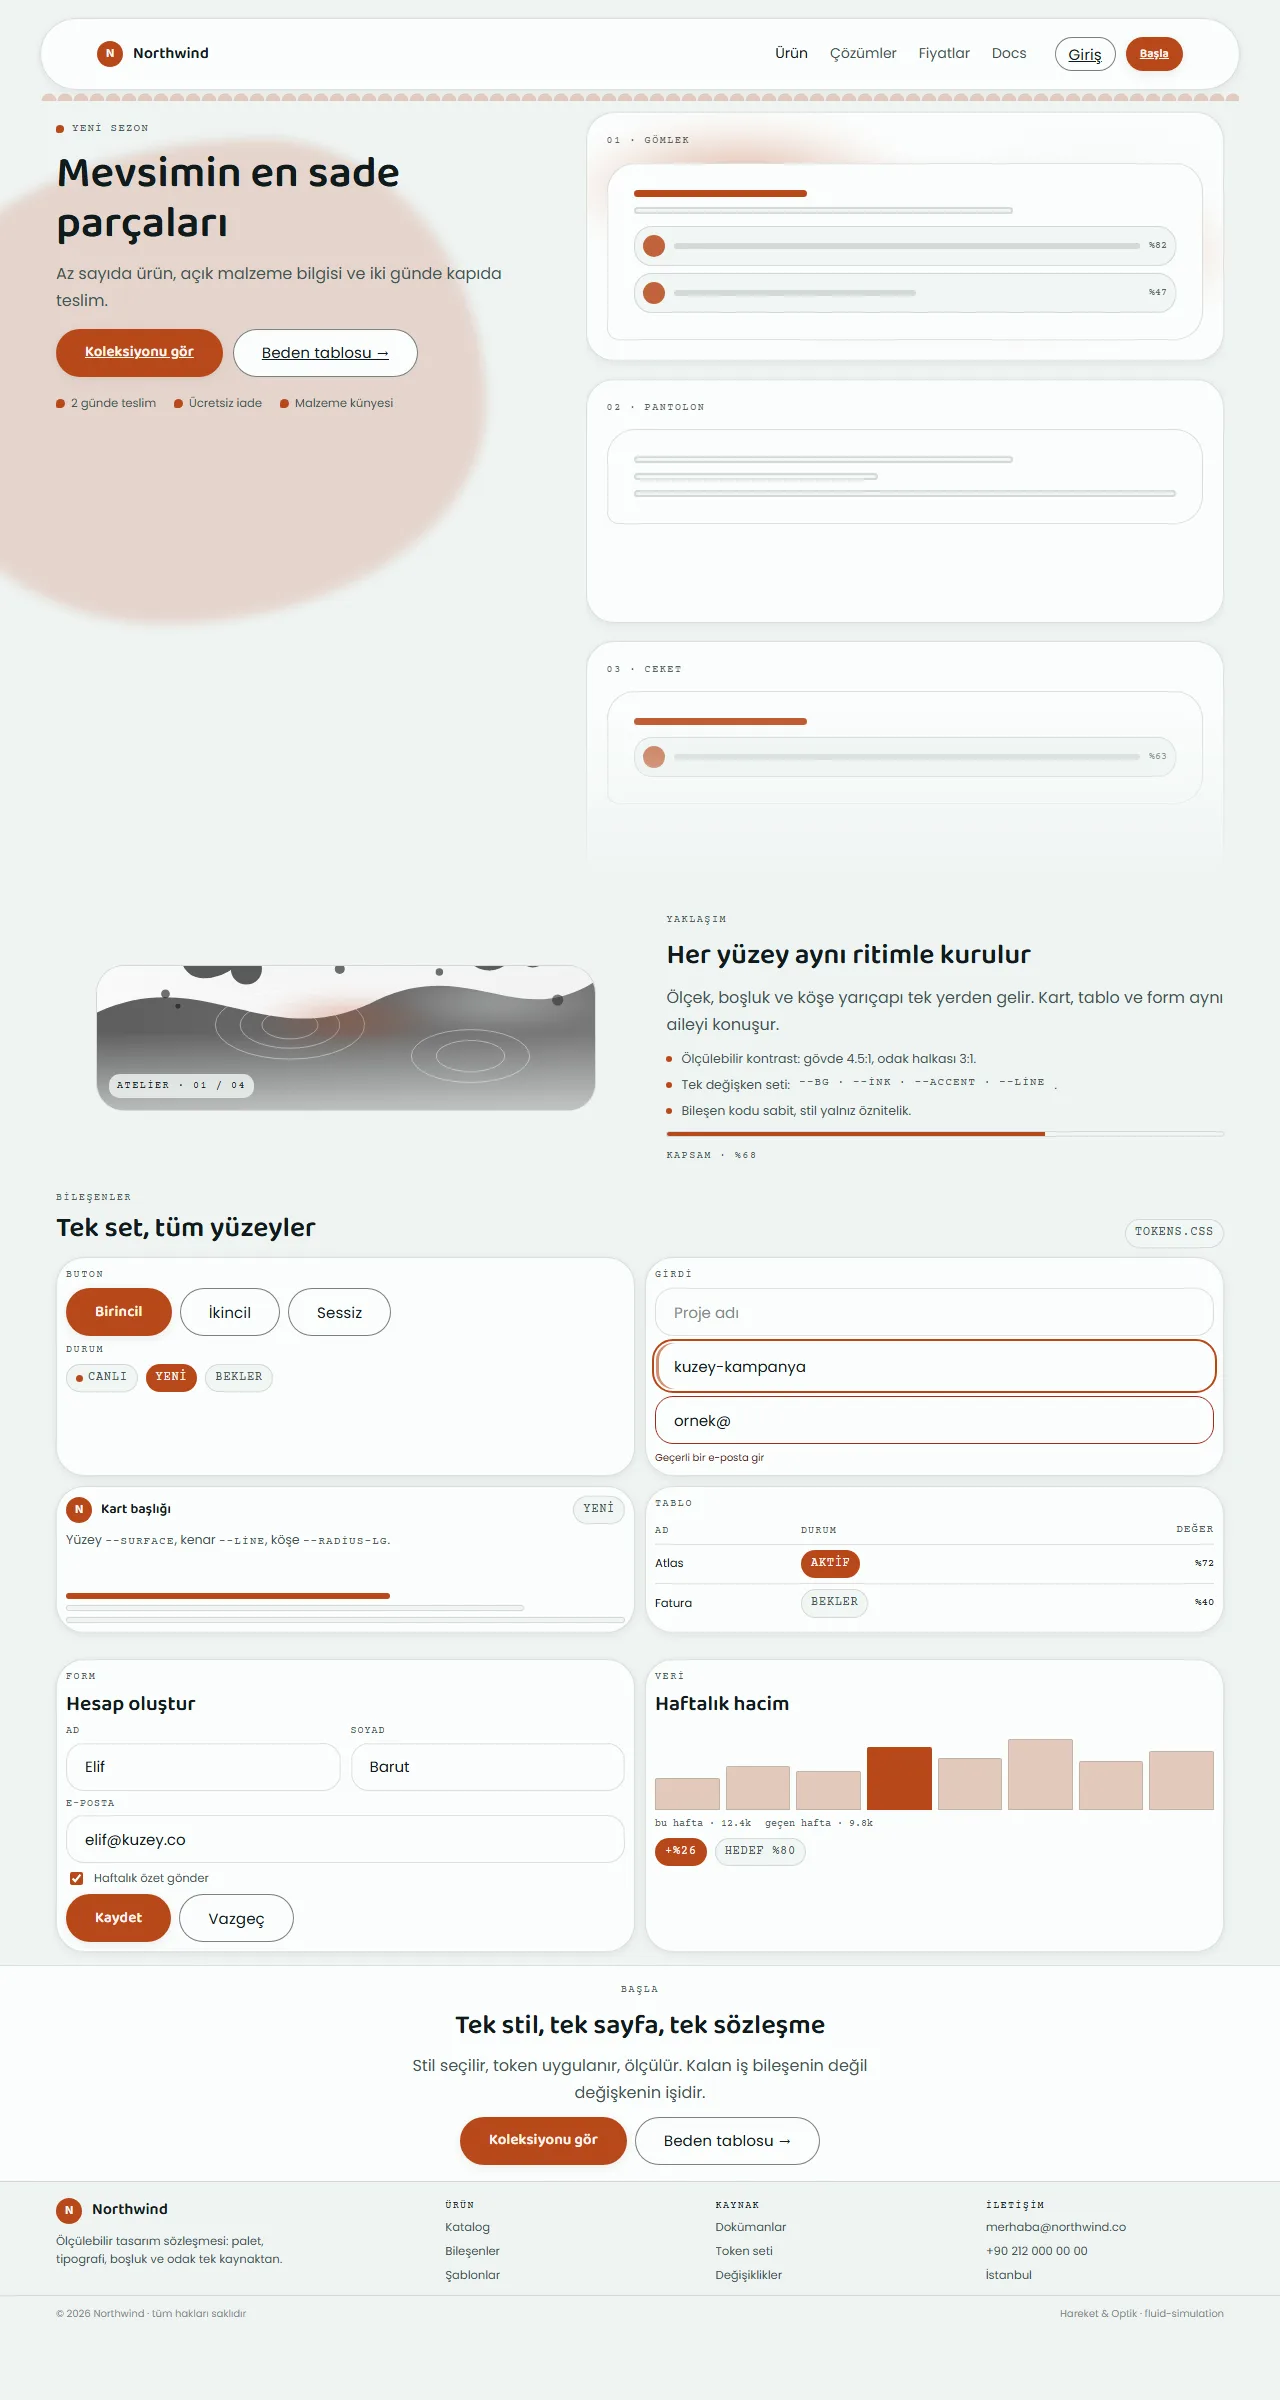 N Northwind
Ürün Çözümler Fiyatlar Docs Giriş Başla
YENİ SEZON
Mevsimin en sade
parçaları
Az sayıda ürün, açık malzeme bilgisi ve iki günde kapıda
teslim.
Koleksiyonu gör Beden tablosu →
2 günde teslim Ücretsiz iade Malzeme künyesi
01 · GÖMLEK
%82
%47
02 · PANTOLON
03 · CEKET
%63
ATELİER · 01 / 04
YAKLAŞIM
Her yüzey aynı ritimle kurulur
Ölçek, boşluk ve köşe yarıçapı tek yerden gelir. Kart, tablo ve form aynı
aileyi konuşur.
Ölçülebilir kontrast: gövde 4.5:1, odak halkası 3:1.
Tek değişken seti: --BG · --İNK · --ACCENT · --LİNE .
Bileşen kodu sabit, stil yalnız öznitelik.
KAPSAM · %68
BİLEŞENLER
Tek set, tüm yüzeyler
TOKENS.CSS
BUTON
Birincil İkincil Sessiz
DURUM
CANLI YENİ BEKLER
GİRDİ
Proje adı
kuzey-kampanya
ornek@
Geçerli bir e-posta gir
N Kart başlığı YENİ
Yüzey --SURFACE, kenar --LİNE, köşe --RADİUS-LG.
TABLO
AD DURUM DEĞER
Atlas AKTİF %72
Fatura BEKLER %40
FORM
Hesap oluştur
AD SOYAD
Elif Barut
E-POSTA
elif@kuzey.co
Haftalık özet gönder
Kaydet Vazgeç
VERİ
Haftalık hacim
bu hafta · 12.4k geçen hafta · 9.8k
+%26 HEDEF %80
BAŞLA
Tek stil, tek sayfa, tek sözleşme
Stil seçilir, token uygulanır, ölçülür. Kalan iş bileşenin değil
değişkenin işidir.
Koleksiyonu gör Beden tablosu →
N Northwind
Ölçülebilir tasarım sözleşmesi: palet,
tipografi, boşluk ve odak tek kaynaktan.
ÜRÜN
Katalog
Bileşenler
Şablonlar
KAYNAK
Dokümanlar
Token seti
Değişiklikler
İLETİŞİM
merhaba@northwind.co
+90 212 000 00 00
İstanbul
© 2026 Northwind · tüm hakları saklıdır
Hareket & Optik · fluid-simulation